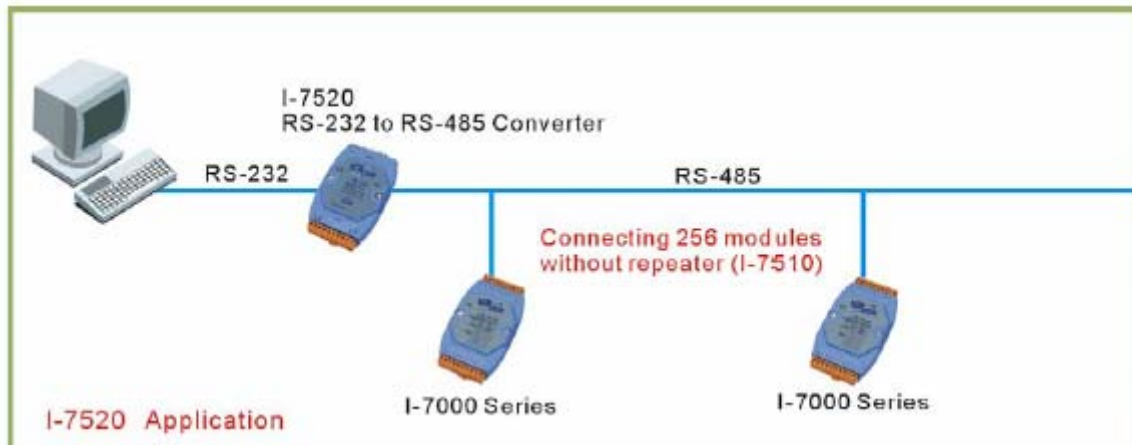 I-7520
RS-232 to RS-485 Converter
RS-232
RS-485
Connecting 256 modules
without repeater (I-7510)
I-7000 Series
I-7000 Series
I-7520 Application